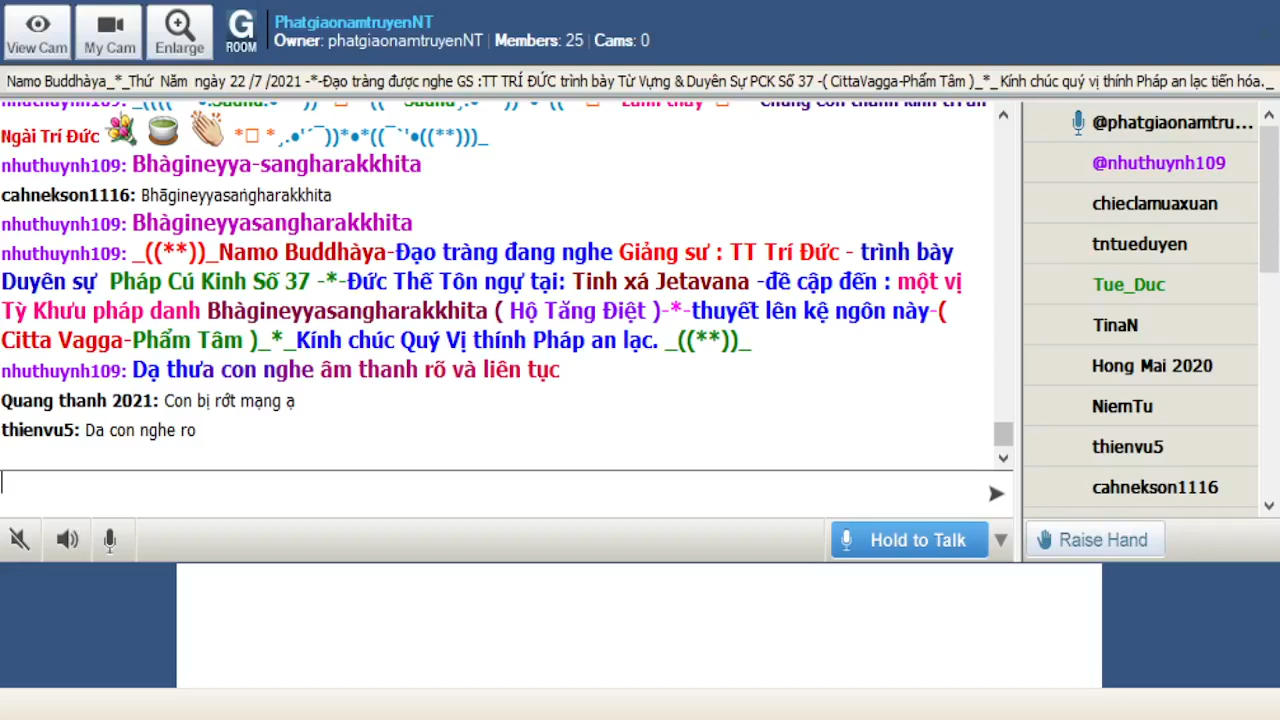 View Cam
My Cam
Enlarge
G
ROOM
PhatgiaonamtruyenNT
Owner: phatgiaonamtruyenNT | Members: 25 | Cams: 0
Namo Buddhàya_*_Thứ Năm ngày 22 /7 /2021 -*-Đạo tràng được nghe GS :TT TRÍ ĐỨC trình bày Từ Vựng & Duyên Sự PCK Số 37 -( CittaVagga-Phẩm Tâm )_*_Kính chúc quý vị thính Pháp an lạc tiến hóa._
Ngài Trí Đức *□ *¸.•'´¯))*•*((¯`'•((**)))_
nhuthuynh109: Bhàgineyya-sangharakkhita
cahnekson1116: Bhāgineyyasaṅgharakkhita
nhuthuynh109: Bhàgineyyasangharakkhita
nhuthuynh109: _((**))_Namo Buddhàya-Đạo tràng đang nghe Giảng sư : TT Trí Đức - trình bày
Duyên sự Pháp Cú Kinh Số 37 -*-Đức Thế Tôn ngự tại: Tinh xá Jetavana -đề cập đến : một vị
Tỳ Khưu pháp danh Bhàgineyyasangharakkhita ( Hộ Tăng Điệt )-*-thuyết lên kệ ngôn này-(
Citta Vagga-Phẩm Tâm )_*_Kính chúc Quý Vị thính Pháp an lạc. _((**))_
nhuthuynh109: Dạ thưa con nghe âm thanh rõ và liên tục
Quang thanh 2021: Con bị rớt mạng ạ
thienvu5: Da con nghe ro
@phatgiaonamtru...
@nhuthuynh109
chieclamuaxuan
tntueduyen
Tue_Duc
TinaN
Hong Mai 2020
NiemTu
thienvu5
cahnekson1116
Hold to Talk
Raise Hand